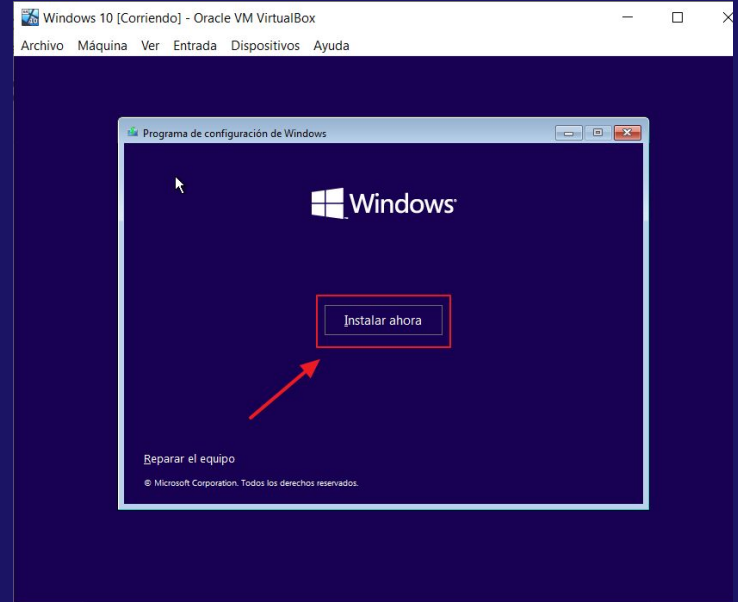 Windows 10 [Corriendo] - Oracle VM VirtualBox
Archivo Máquina Ver Entrada Dispositivos Ayuda
Programa de configuración de Windows
Windows
Instalar ahora
Reparar el equipo
© Microsoft Corporation. Todos los derechos reservados.